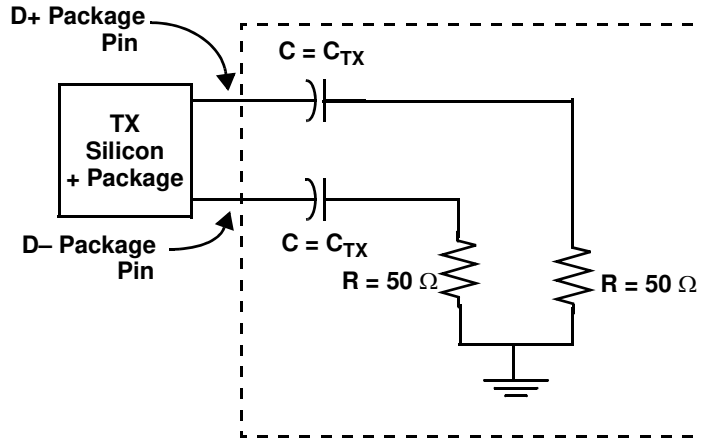 D+ Package
Pin
C = CTX
TX
Silicon
+ Package
D– Package
Pin
C = CTX
R = 50 Ω
R = 50 Ω